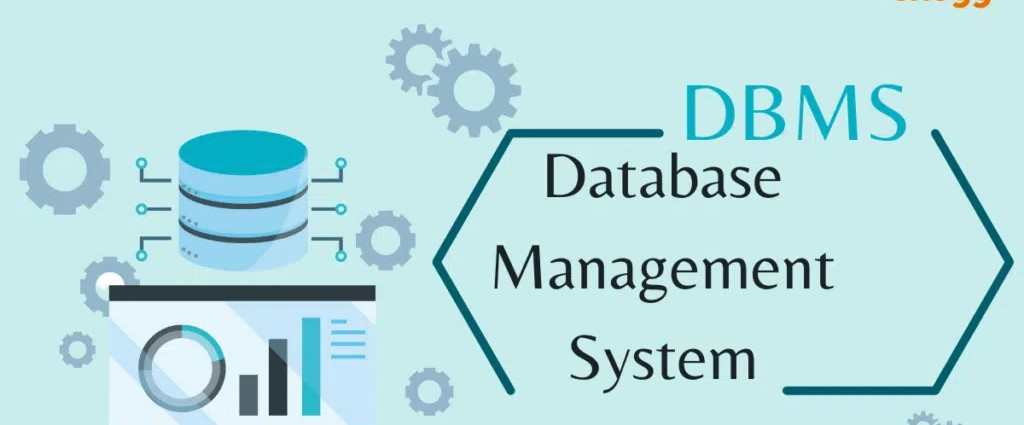 DBMS
Database
Management
System